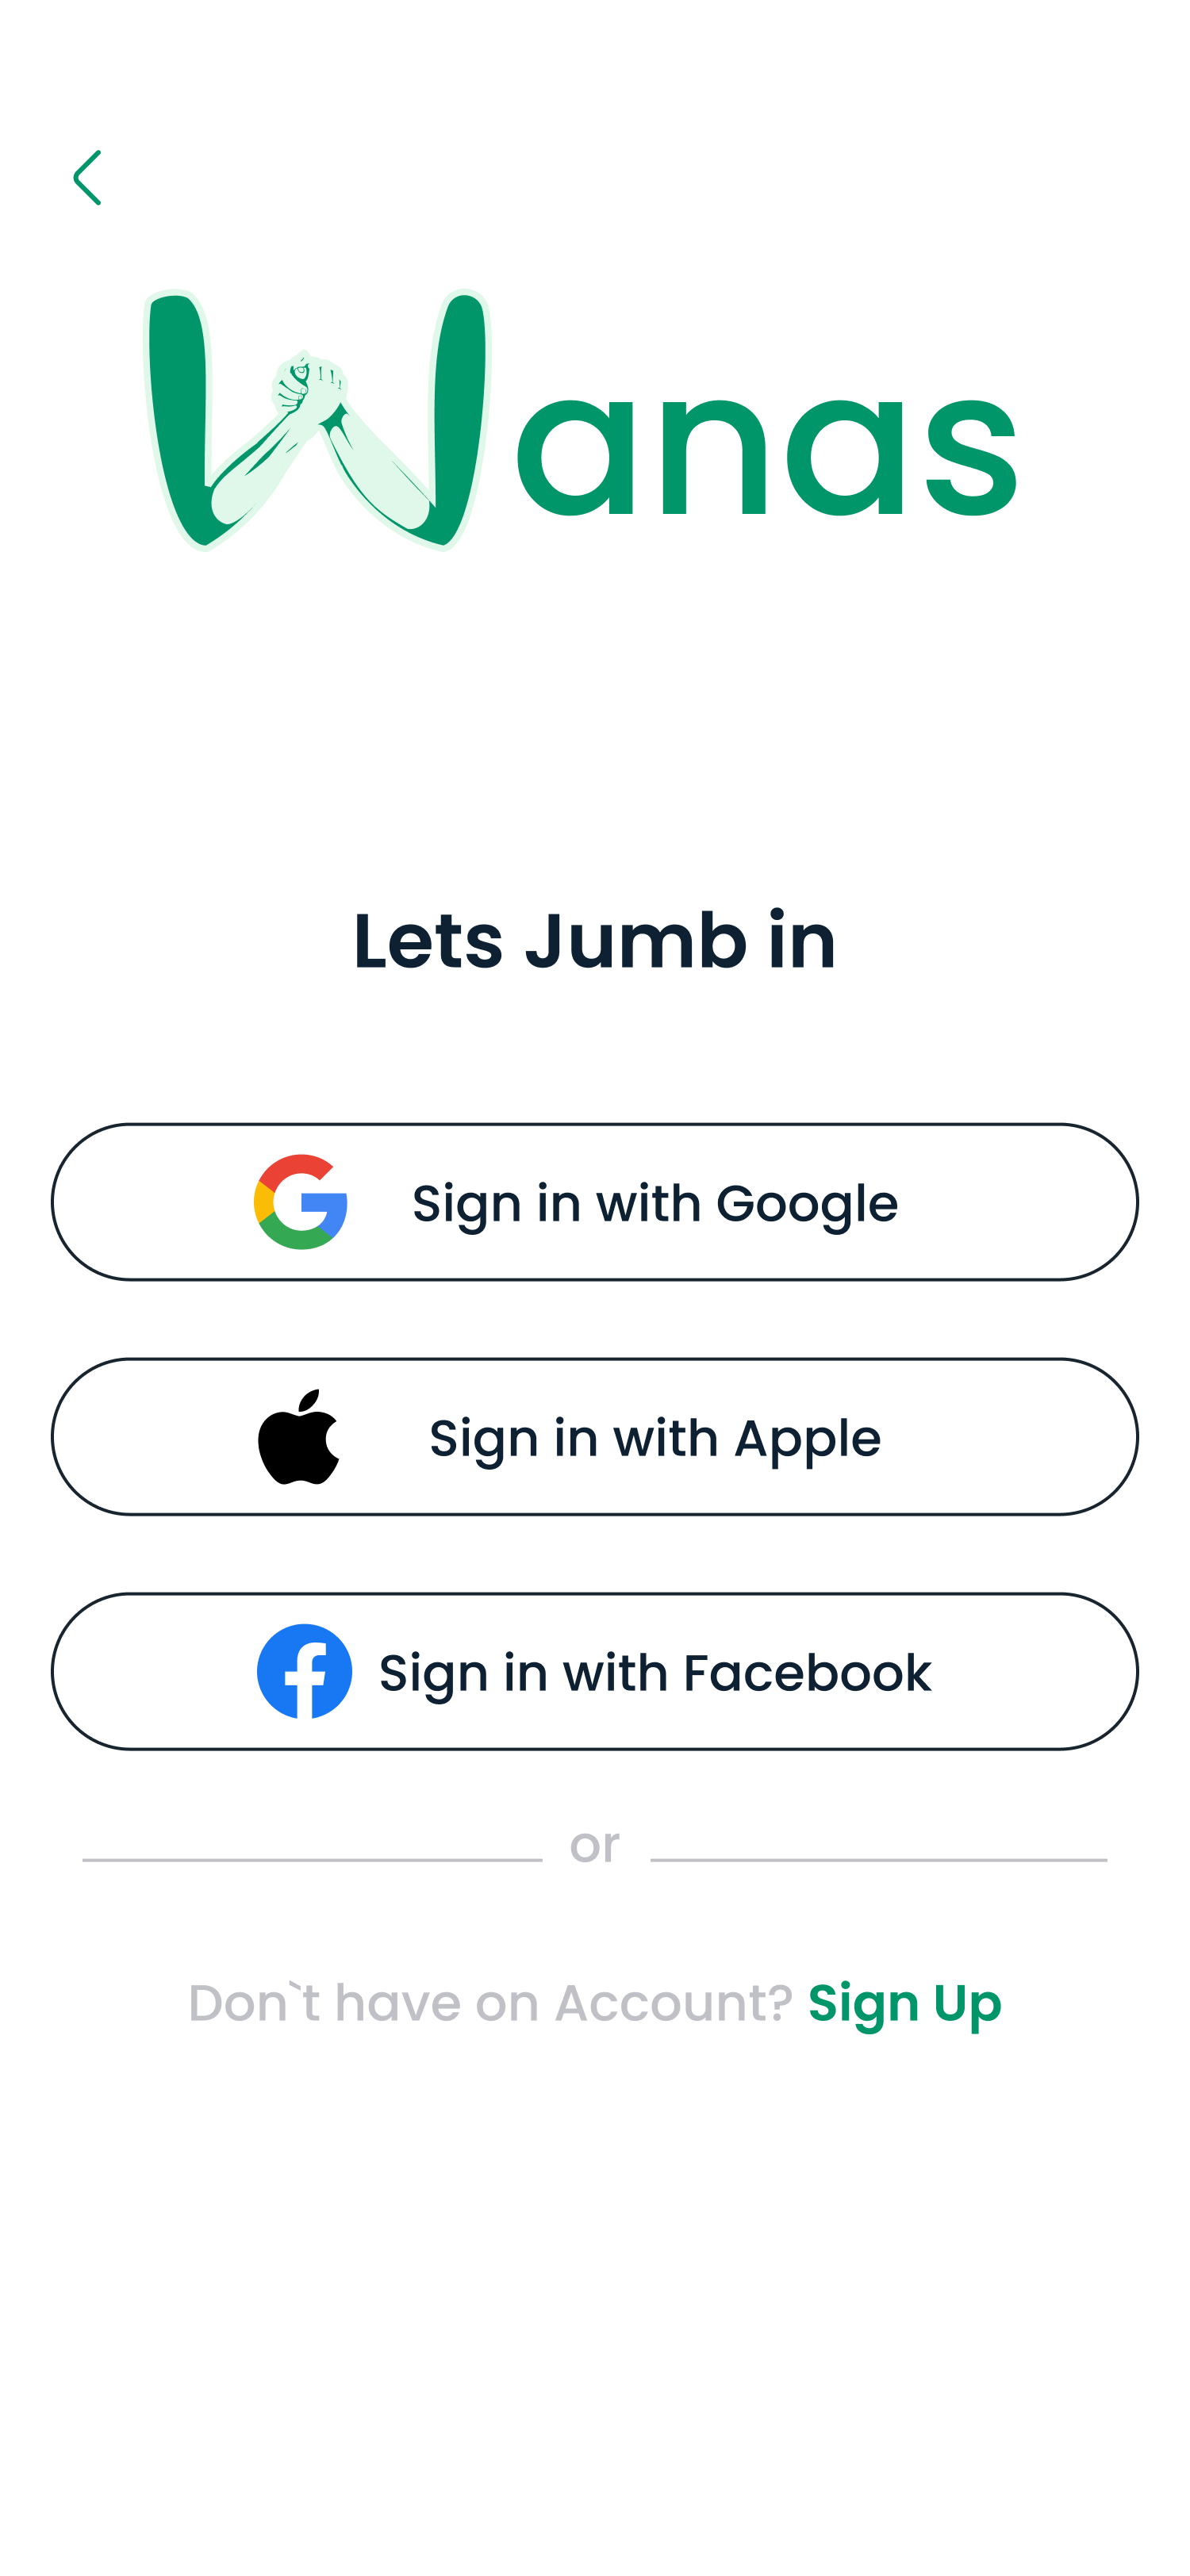 Wanas
Lets Jumb in
Sign in with Google
Sign in with Apple
Sign in with Facebook
or
Don`t have on Account? Sign Up